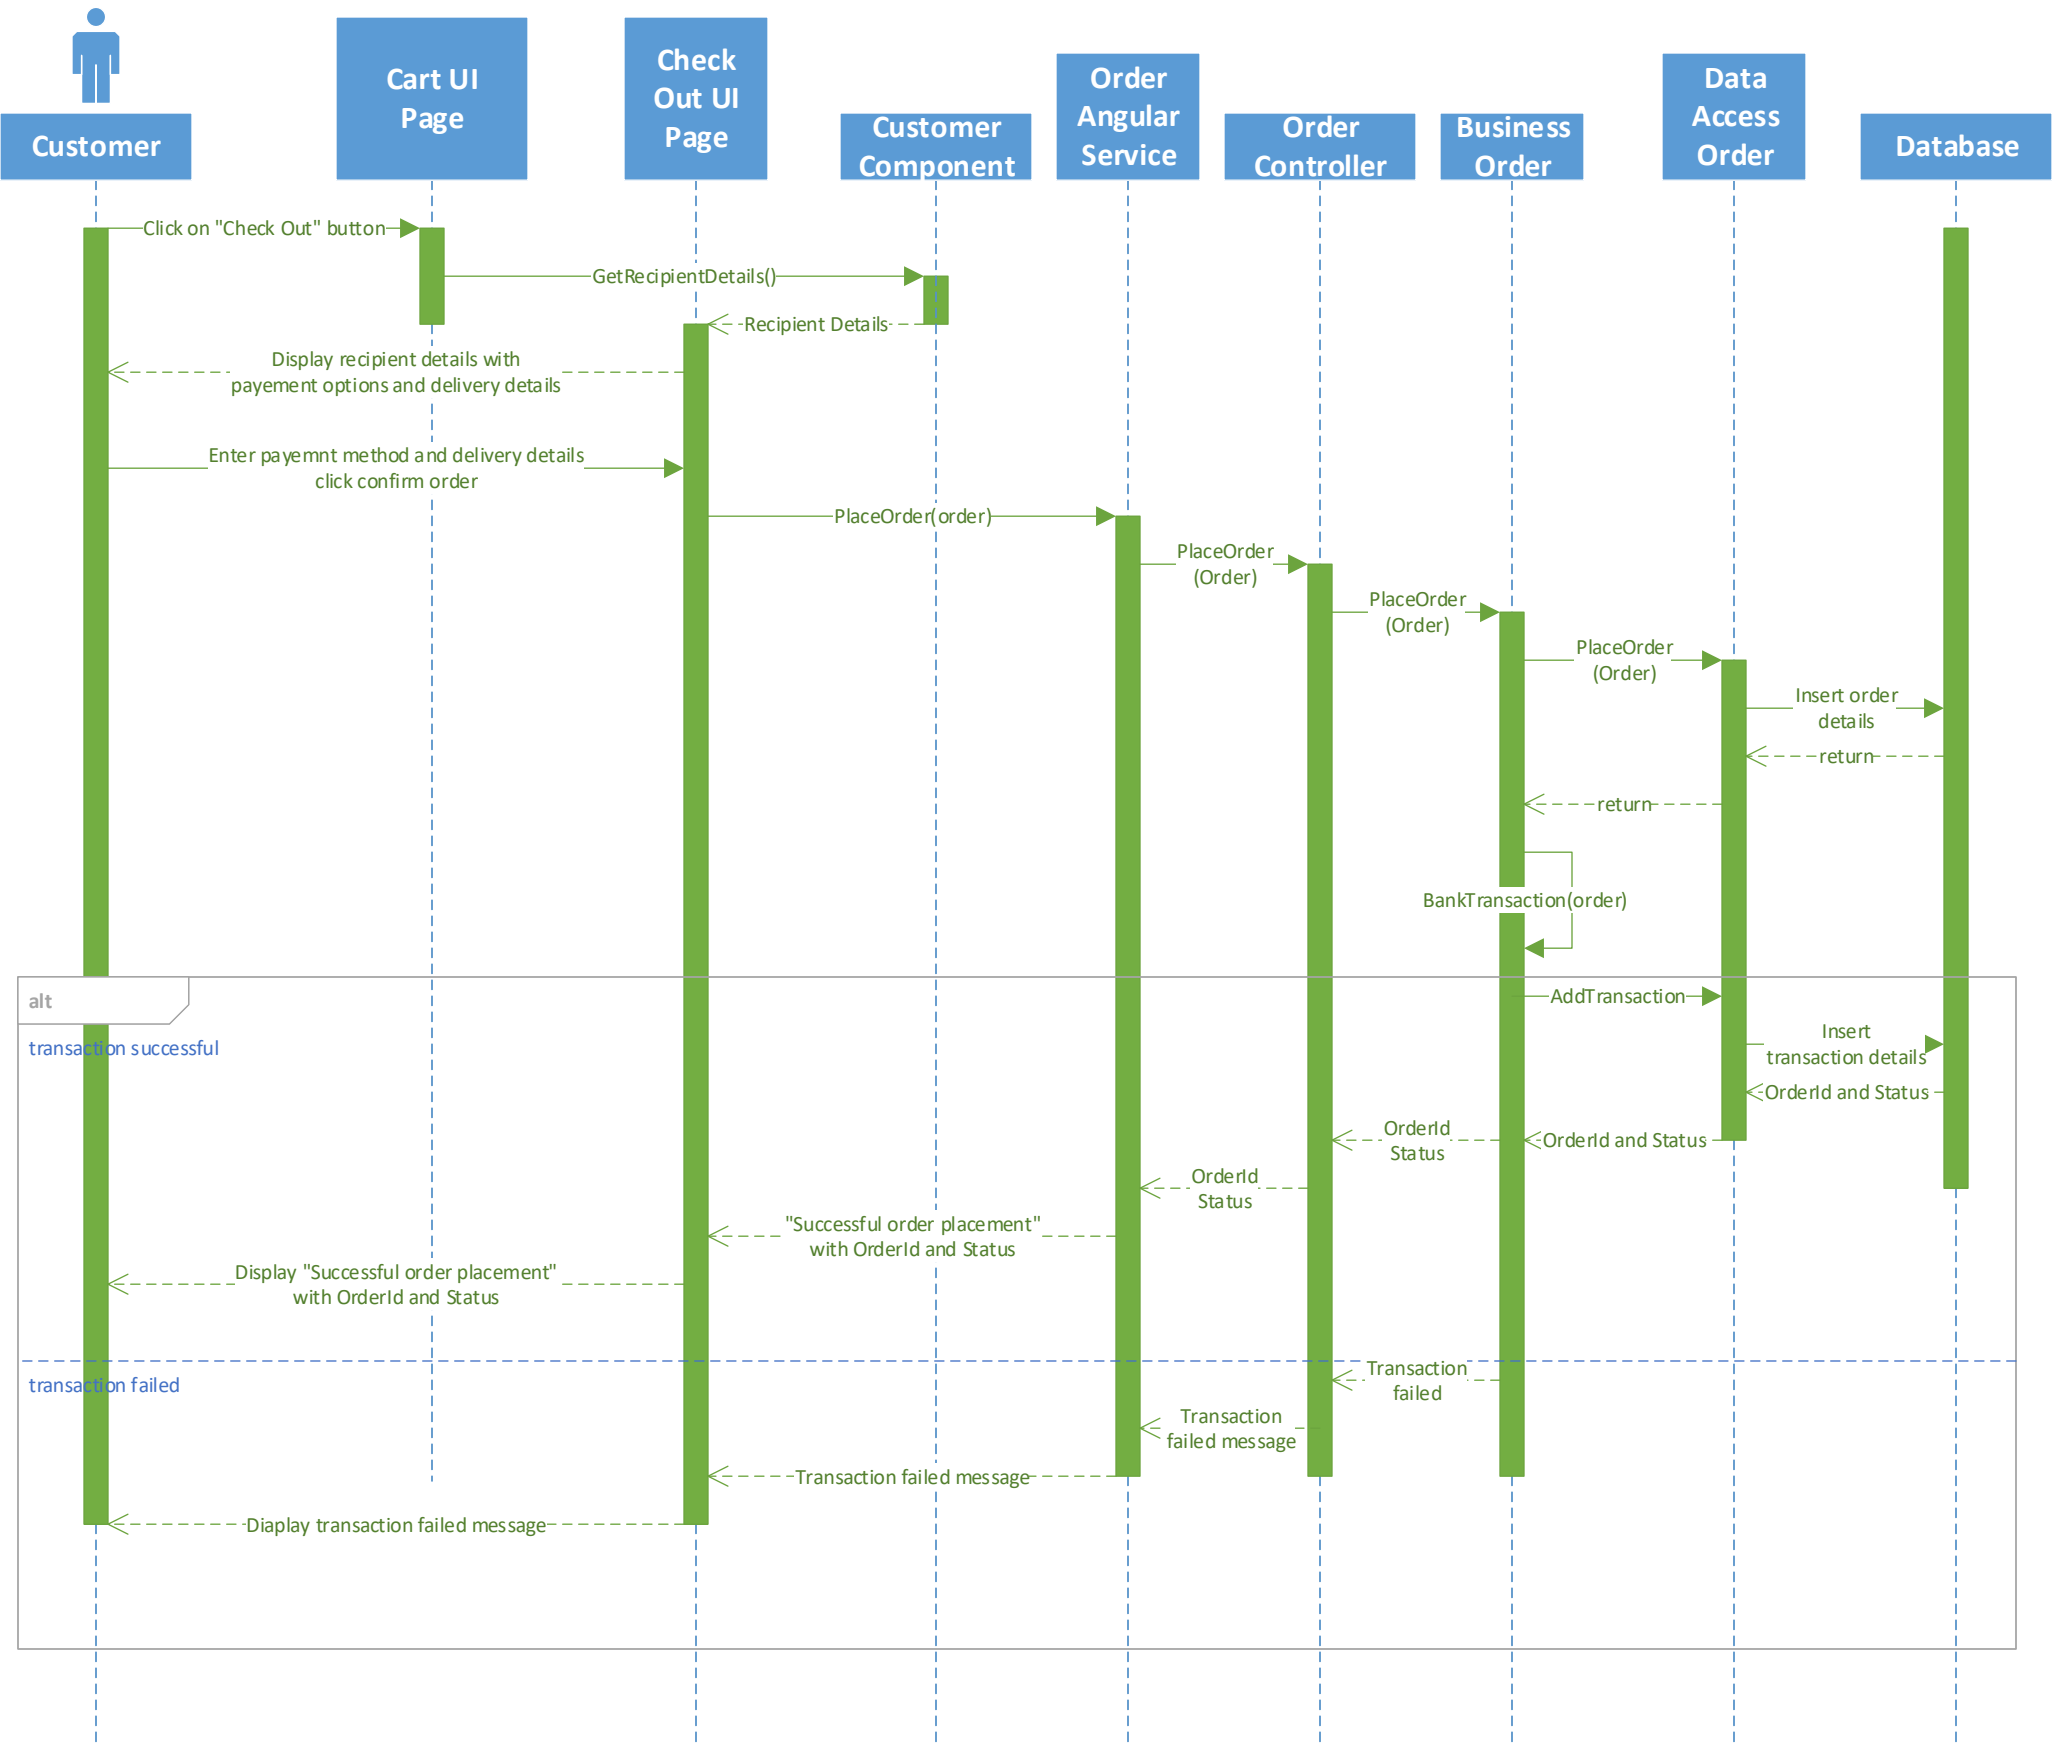 Customer
Cart UI
Page
Check
Out UI
Page
Customer
Component
Order
Angular
Service
Order
Controller
Business
Order
Data
Access
Order
Database
Click on "Check Out" button
GetRecipientDetails()
Recipient Details
Display recipient details with
payement options and delivery details
Enter payemnt method and delivery details
click confirm order
PlaceOrder(order)
PlaceOrder
(Order)
PlaceOrder
(Order)
PlaceOrder
(Order)
Insert order
details
return
return
BankTransaction(order)
alt
AddTransaction
transaction successful
Insert
transaction details
OrderId and Status
OrderId and Status
OrderId
Status
OrderId
Status
"Successful order placement"
with OrderId and Status
Display "Successful order placement"
with OrderId and Status
transaction failed
Transaction
failed
Transaction
failed message
Transaction failed message
Diaplay transaction failed message